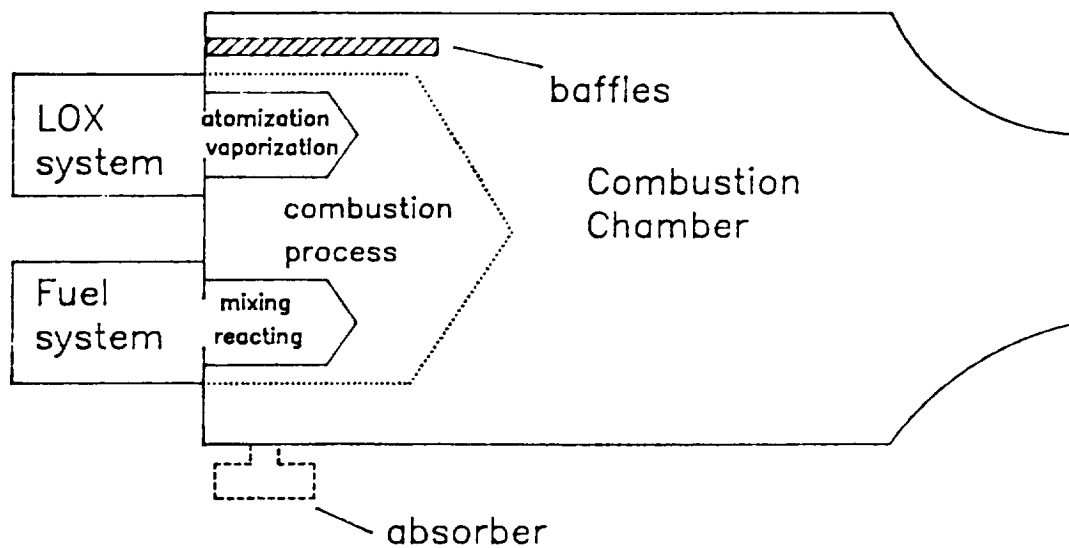 baffles
LOX
system
atomization
vaporization
combustion
process
Combustion
Chamber
Fuel
system
mixing
reacting
absorber